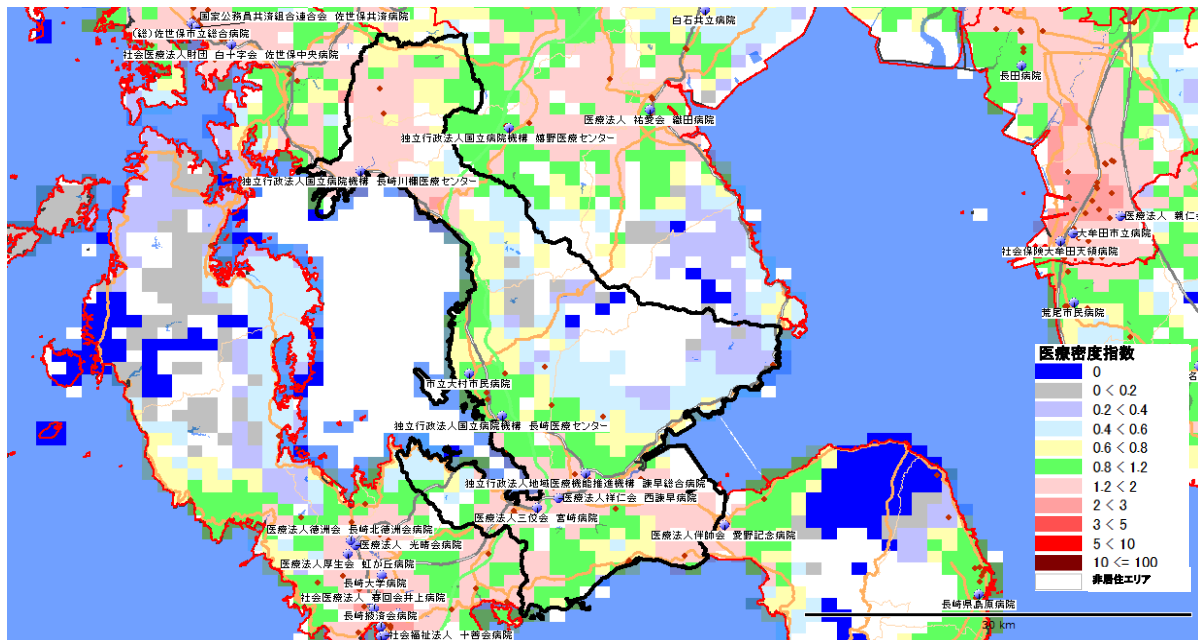 国家公務員共済組合連合会 佐世保共済病院
(総)佐世保市立総合病院
社会医療法人財団 白十字会 佐世保中央病院
白石共立病院
長田病院
医療法人 祐愛会 織田病院
独立行政法人国立病院機構 嬉野医療センター
独立行政法人国立病院機構 長崎川棚医療センター
医療法人 親仁会
大牟田市立病院
社会保険大牟田天領病院
荒尾市民病院
市立大村市民病院
独立行政法人国立病院機構 長崎医療センター
独立行政法人地域医療機能推進機構 諫早総合病院
医療法人祥仁会 西諫早病院
医療法人三佼会 宮崎病院
医療法人伴帥会 愛野記念病院
医療法人徳洲会 長崎北徳洲会病院
医療法人 光晴会病院
医療法人厚生会 虹が丘病院
長崎大学病院
社会医療法人 春回会井上病院
長崎掖済会病院
社会福祉法人 十善会病院
長崎県島原病院
医療密度指数
0
0 < 0.2
0.2 < 0.4
0.4 < 0.6
0.6 < 0.8
0.8 < 1.2
1.2 < 2
2 < 3
3 < 5
5 < 10
10 <= 100
非居住エリア
30 km